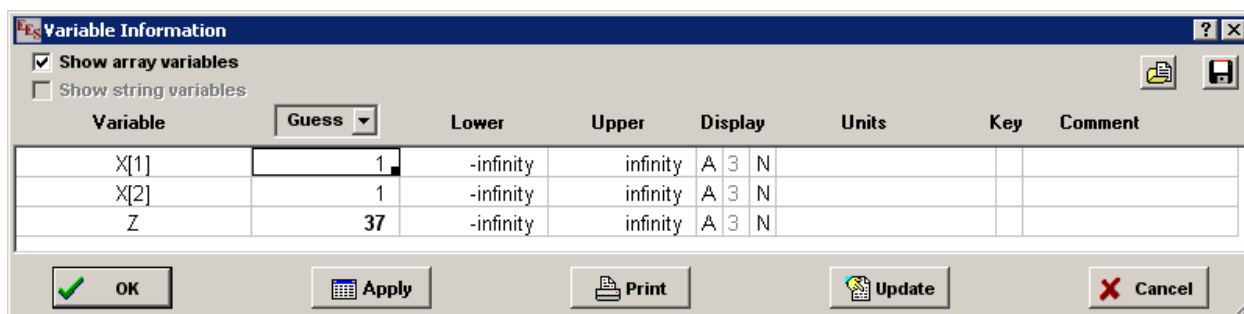 EES Variable Information
Show array variables
Show string variables
Variable Guess Lower Upper Display Units Key Comment
X[1] 1 -infinity infinity A 3 N
X[2] 1 -infinity infinity A 3 N
Z 37 -infinity infinity A 3 N
OK Apply Print Update Cancel